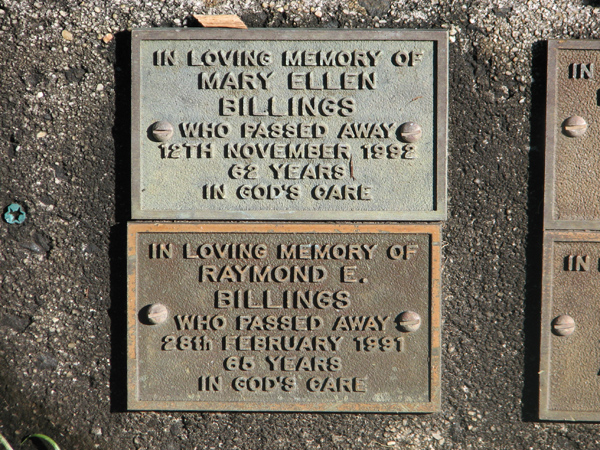 IN LOVING MEMORY OF
MARY ELLEN
BILLINGS
WHO PASSED AWAY
12TH NOVEMBER 1992
62 YEARS
IN GOD'S CARE
IN LOVING MEMORY OF
RAYMOND E.
BILLINGS
WHO PASSED AWAY
28th FEBRUARY 1991
65 YEARS
IN GOD'S CARE
IN
IN